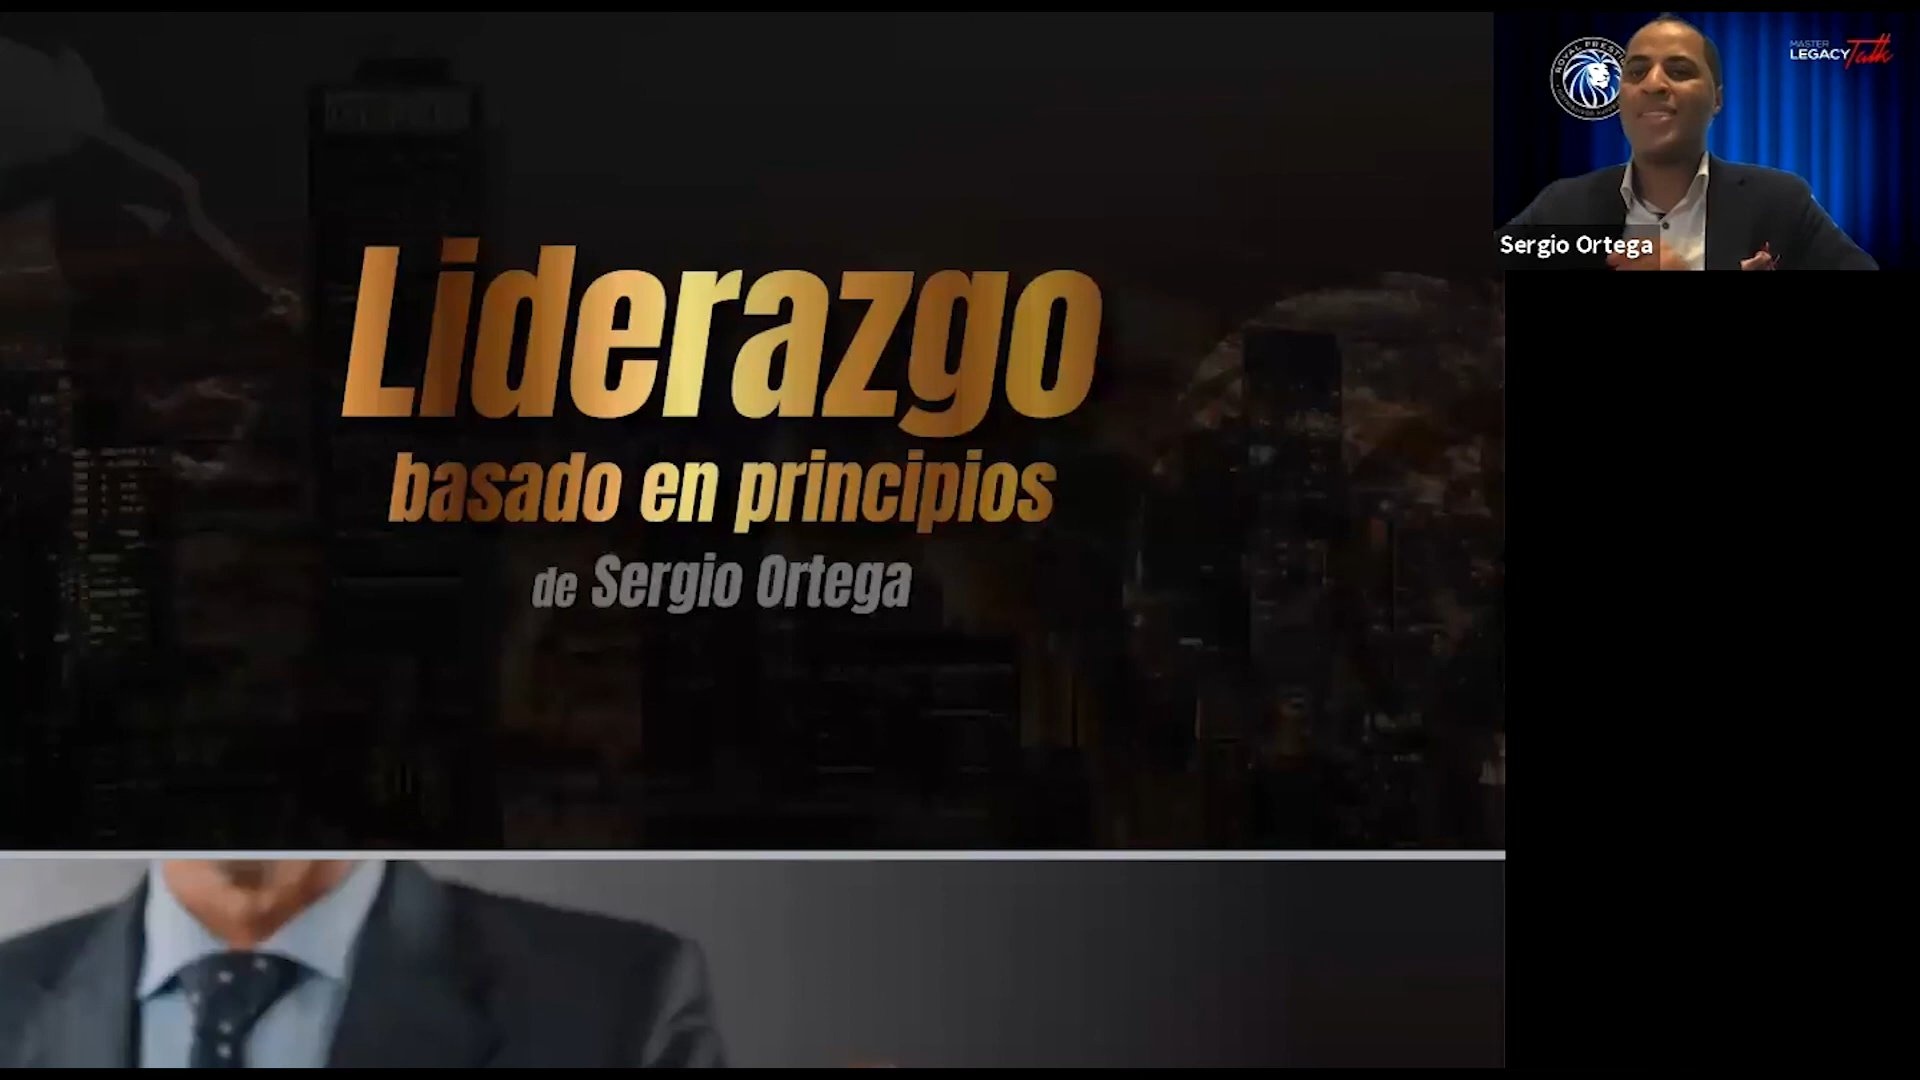 Liderazgo
basado en principios
de Sergio Ortega
MASTER
LEGACY Talk
Sergio Ortega